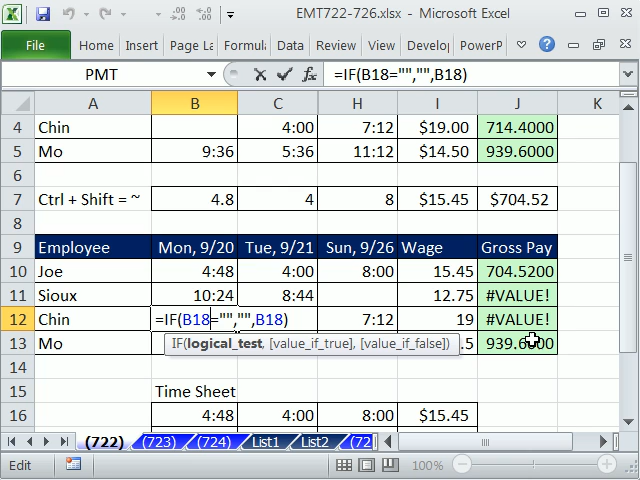 EMT722-726.xlsx - Microsoft Excel
File Home Insert Page La Formula Data Review View Develo PowerP
PMT =IF(B18="","",B18)
A B C H I J K
4 Chin 4:00 7:12 $19.00 714.4000
5 Mo 9:36 5:36 11:12 $14.50 939.6000
6
7 Ctrl + Shift = ~ 4.8 4 8 $15.45 $704.52
8
9 Employee Mon, 9/20 Tue, 9/21 Sun, 9/26 Wage Gross Pay
10 Joe 4:48 4:00 8:00 15.45 704.5200
11 Sioux 10:24 8:44 12.75 #VALUE!
12 Chin =IF(B18="","",B18) 7:12 19 #VALUE!
13 Mo IF(logical_test, [value_if_true], [value_if_false]) .5 939.6000
14
15 Time Sheet
16 4:48 4:00 8:00 $15.45
(722) (723) (724) List1 List2 (72
Edit 100%